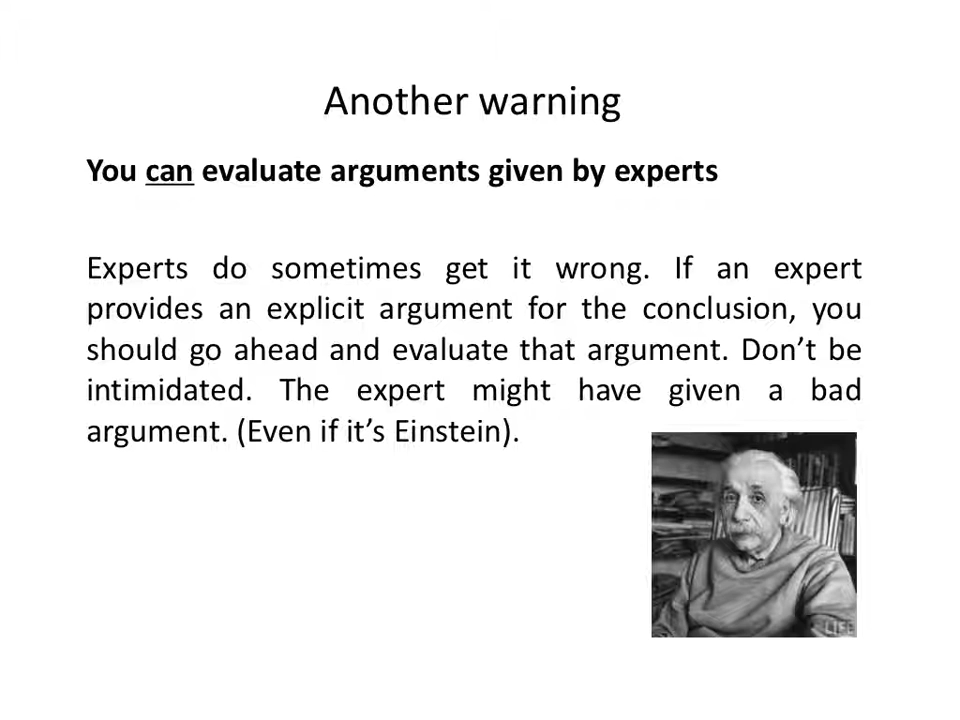 Another warning
You can evaluate arguments given by experts
Experts do sometimes get it wrong. If an expert
provides an explicit argument for the conclusion, you
should go ahead and evaluate that argument. Don’t be
intimidated. The expert might have given a bad
argument. (Even if it’s Einstein).
LIFE